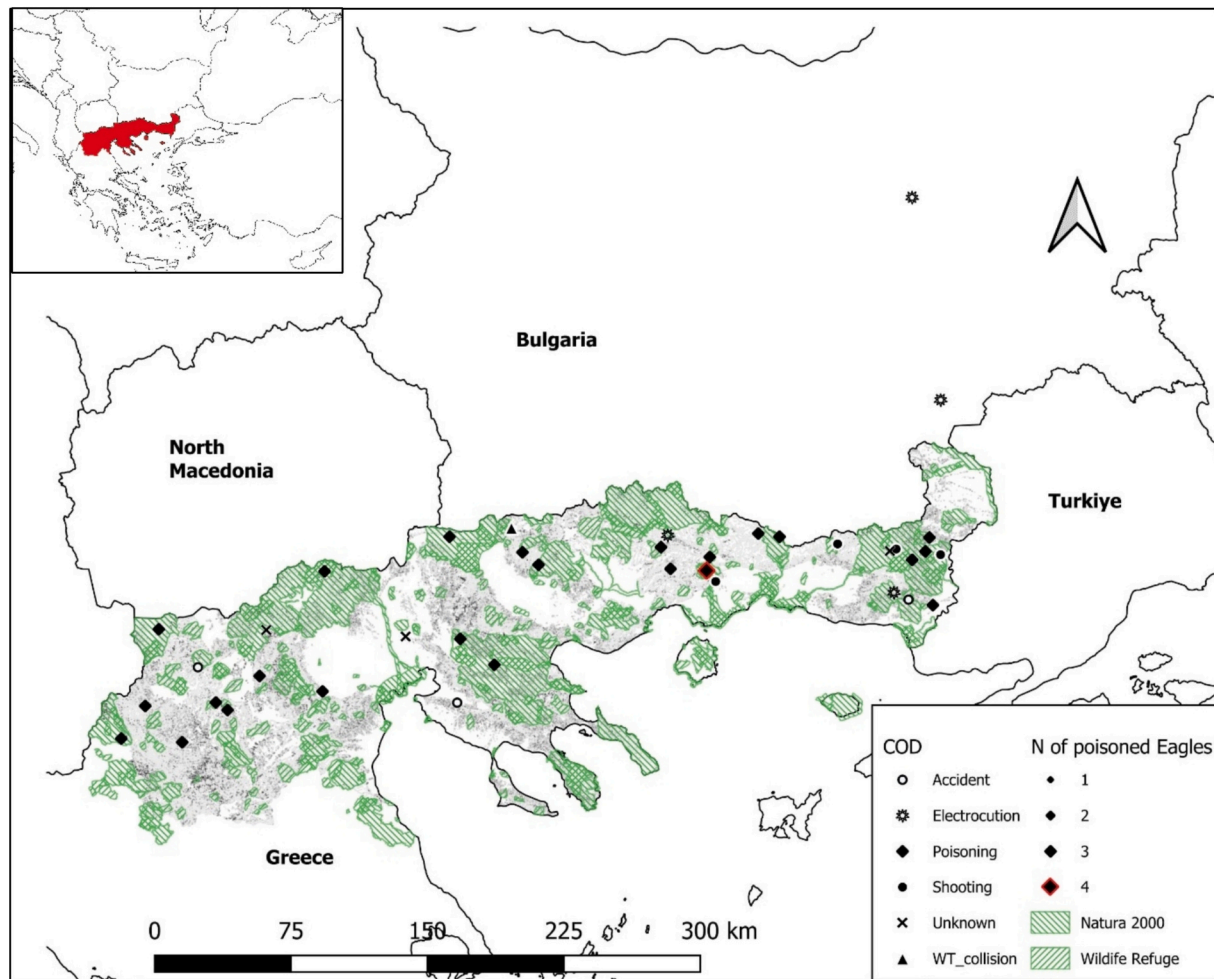 Bulgaria
North
Macedonia
Turkiye
Greece
COD
Accident
Electrocution
Poisoning
Shooting
Unknown
WT_collision
N of poisoned Eagles
1
2
3
4
Natura 2000
Wildlife Refuge
0 75 150 225 300 km